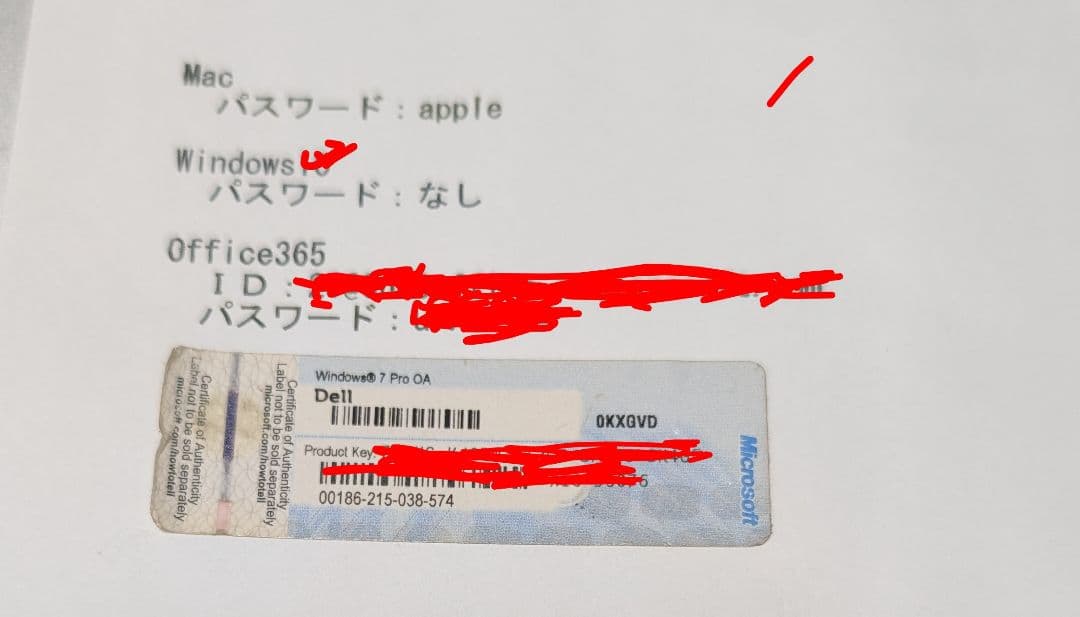 Mac
パスワード：apple
Windows
パスワード：なし
Office365
ID：
パスワード：
Certificate of Authenticity
Label not to be sold separately
microsoft.com/howtotell
Certificate of Authenticity
Label not to be sold separately
microsoft.com/howtotell
Windows® 7 Pro OA
Dell
0KXGVD
Product Key:
00186-215-038-574
Microsoft